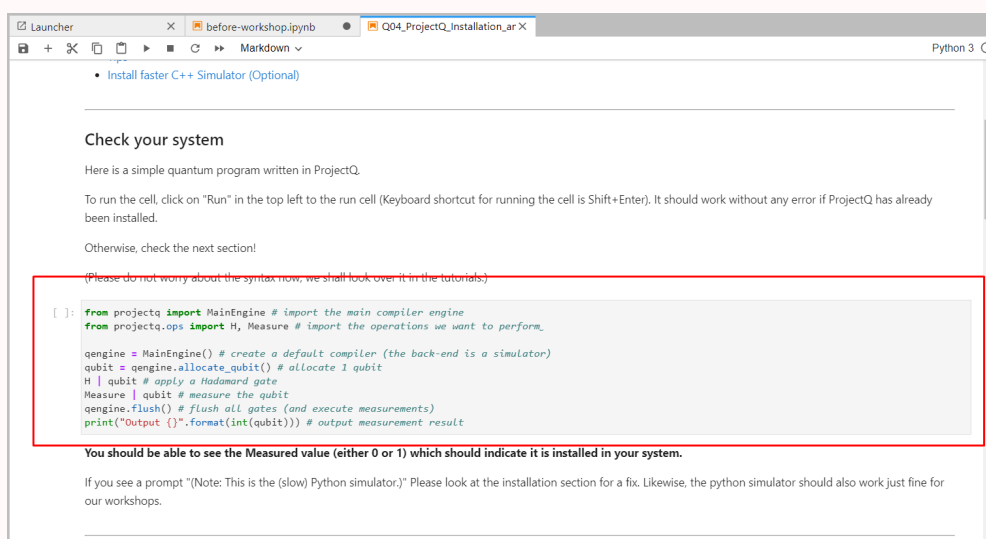 Launcher
before-workshop.ipynb
Q04_ProjectQ_Installation_ar
Markdown
Python 3
Install faster C++ Simulator (Optional)
Check your system
Here is a simple quantum program written in ProjectQ.
To run the cell, click on "Run" in the top left to the run cell (Keyboard shortcut for running the cell is Shift+Enter). It should work without any error if ProjectQ has already
been installed.
Otherwise, check the next section!
(Please do not worry about the syntax now, we shall look over it in the tutorials.)
[ ]:
from projectq import MainEngine # import the main compiler engine
from projectq.ops import H, Measure # import the operations we want to perform_
qengine = MainEngine() # create a default compiler (the back-end is a simulator)
qubit = qengine.allocate_qubit() # allocate 1 qubit
H | qubit # apply a Hadamard gate
Measure | qubit # measure the qubit
qengine.flush() # flush all gates (and execute measurements)
print("Output {}".format(int(qubit))) # output measurement result
You should be able to see the Measured value (either 0 or 1) which should indicate it is installed in your system.
If you see a prompt "(Note: This is the (slow) Python simulator.)" Please look at the installation section for a fix. Likewise, the python simulator should also work just fine for
our workshops.